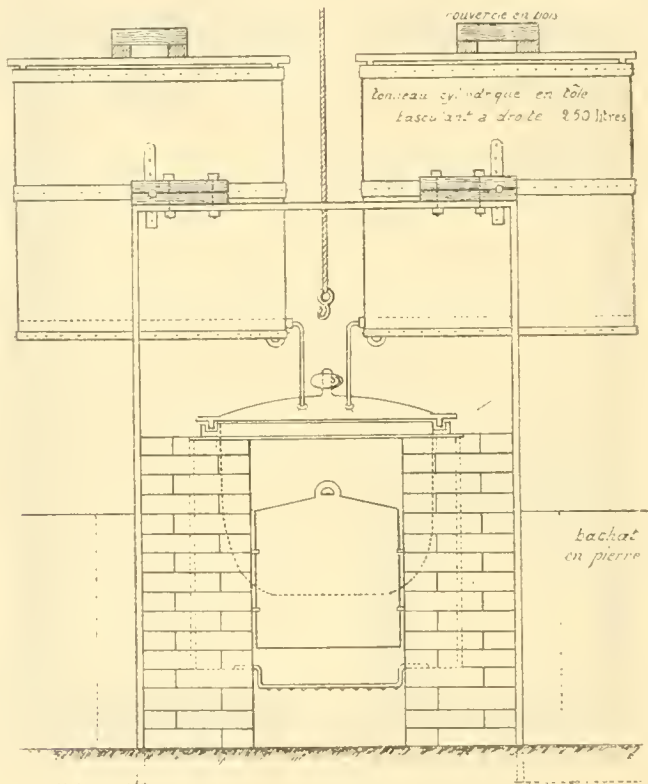 couvercle en bois
tonneau cylindrique en tôle
basculant a droite 250 litres
bachat
en pierre